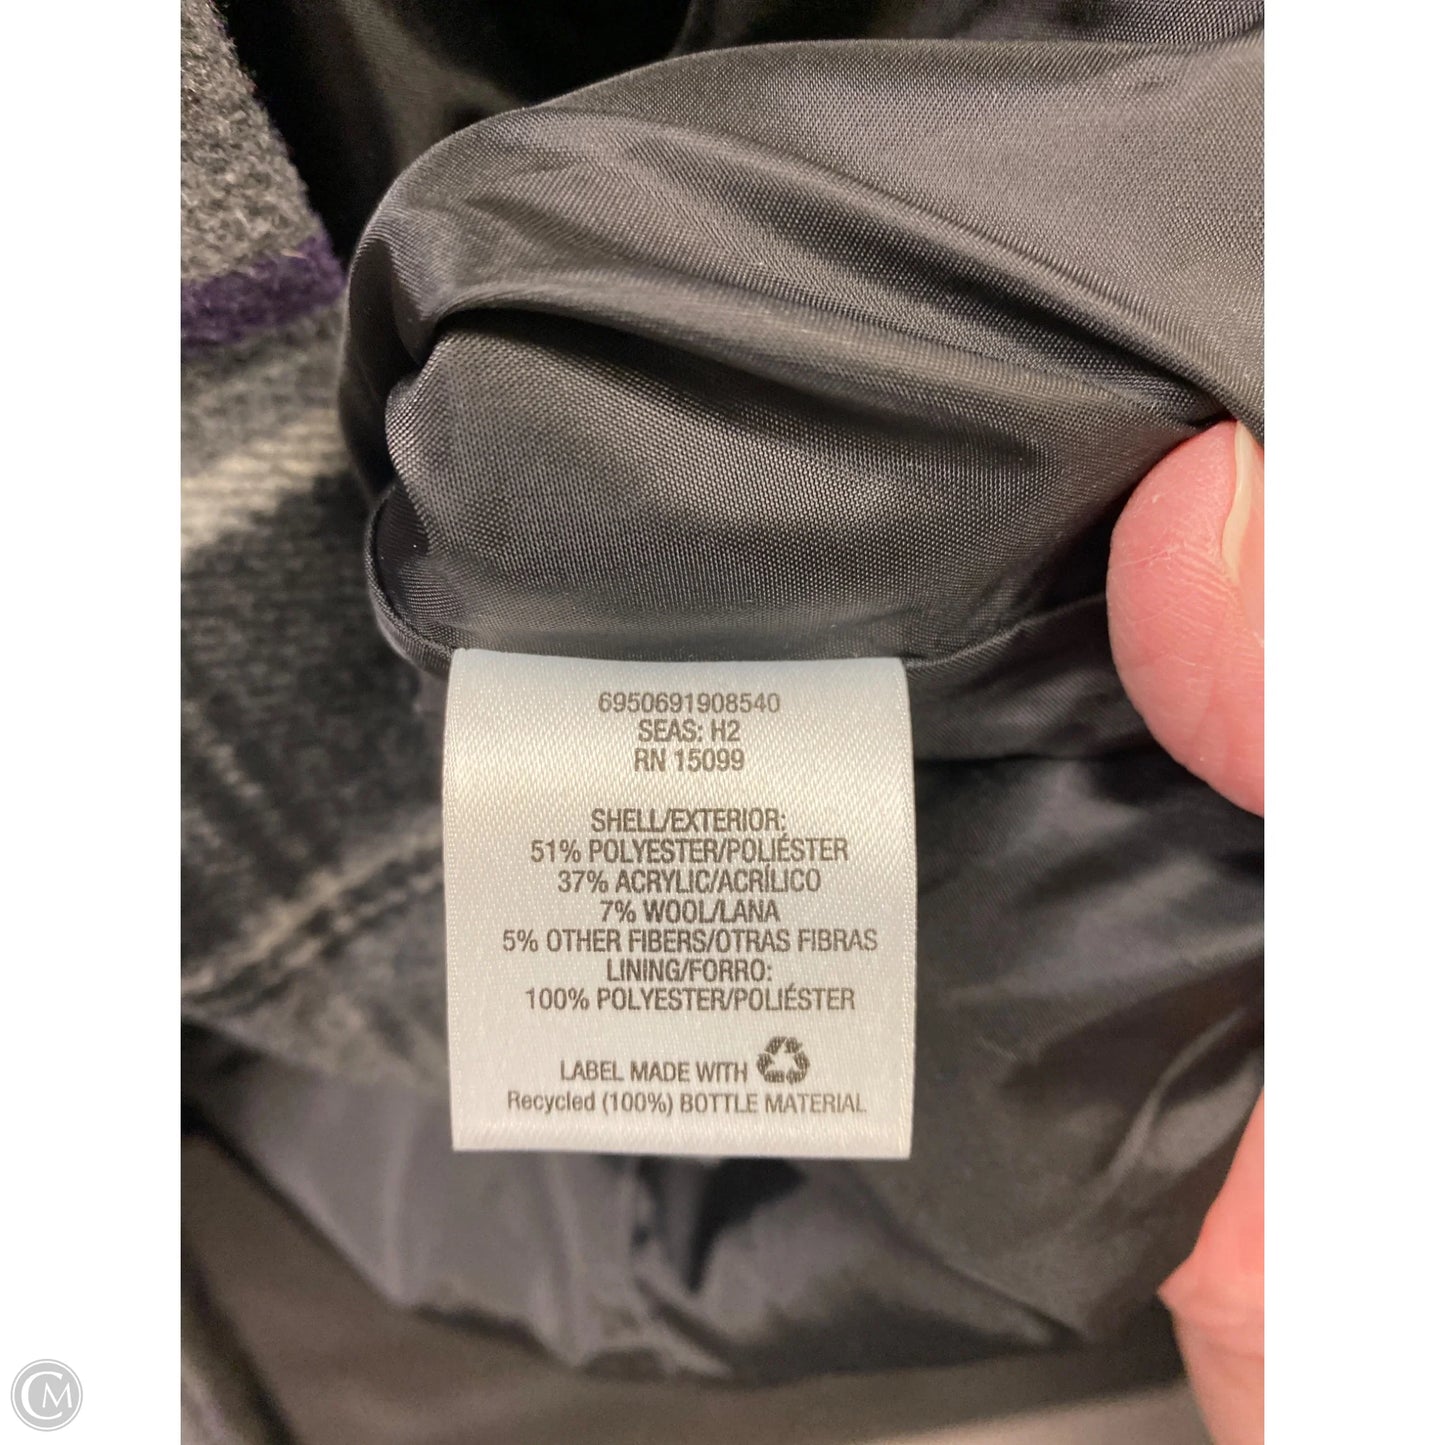 6950691908540
SEAS: H2
RN 15099
SHELL/EXTERIOR:
51% POLYESTER/POLIÉSTER
37% ACRYLIC/ACRÍLICO
7% WOOL/LANA
5% OTHER FIBERS/OTRAS FIBRAS
LINING/FORRO:
100% POLYESTER/POLIÉSTER
LABEL MADE WITH
Recycled (100%) BOTTLE MATERIAL
CM